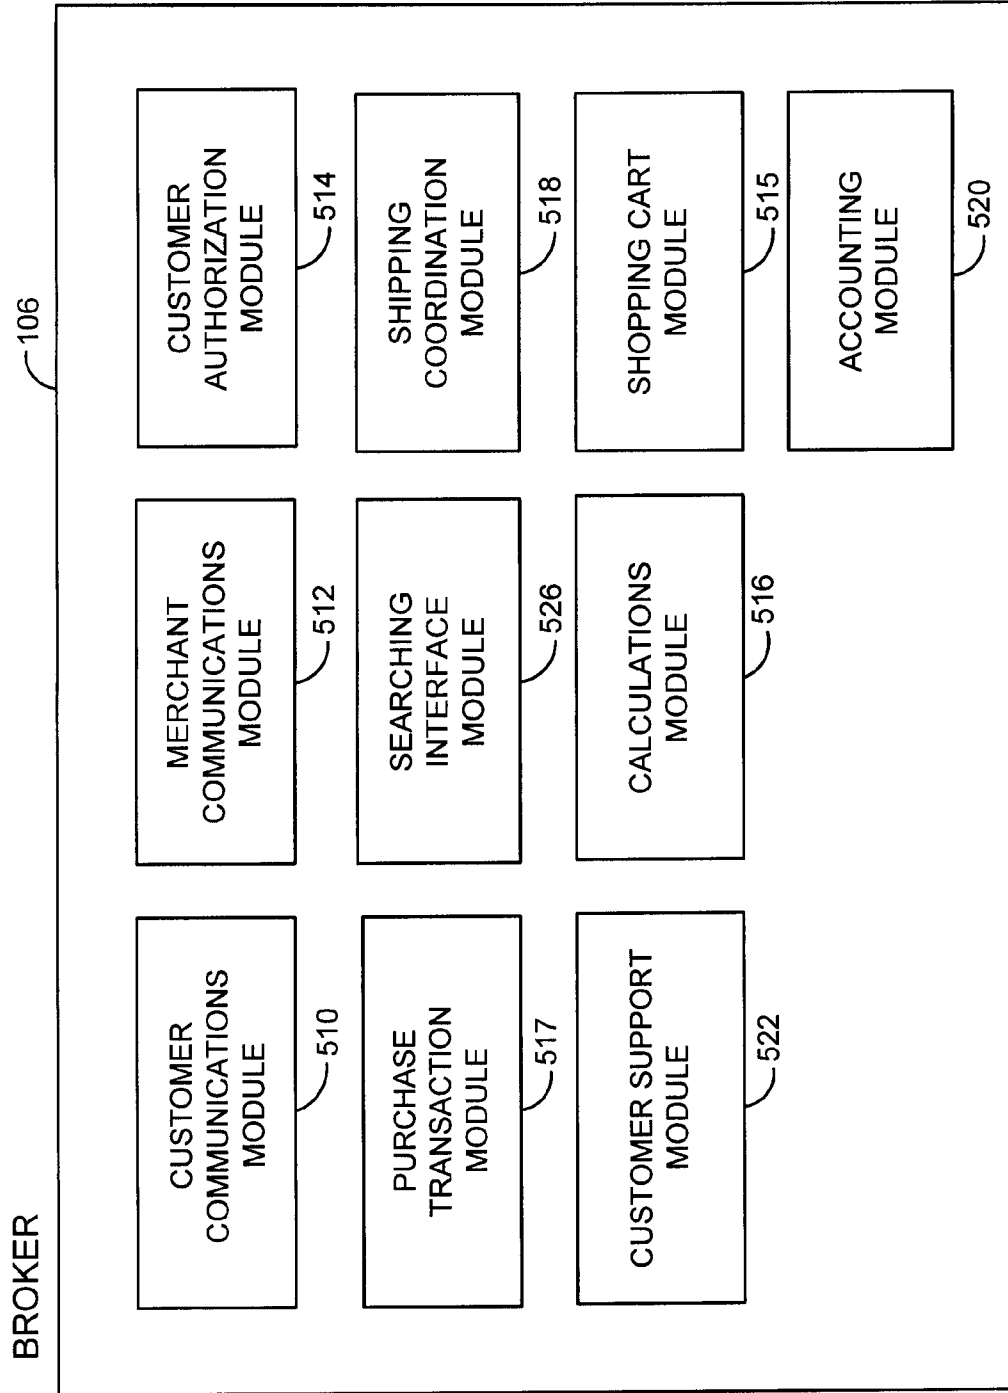 BROKER
106
CUSTOMER
COMMUNICATIONS
MODULE
510
MERCHANT
COMMUNICATIONS
MODULE
512
CUSTOMER
AUTHORIZATION
MODULE
514
PURCHASE
TRANSACTION
MODULE
517
SEARCHING
INTERFACE
MODULE
526
SHIPPING
COORDINATION
MODULE
518
CUSTOMER SUPPORT
MODULE
522
CALCULATIONS
MODULE
516
SHOPPING CART
MODULE
515
ACCOUNTING
MODULE
520